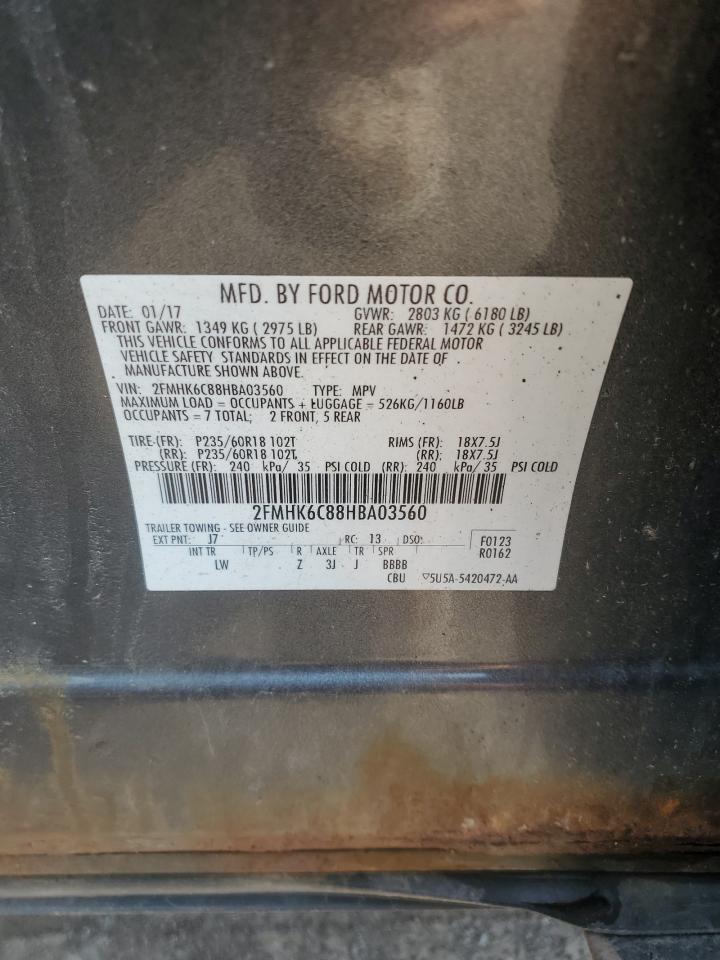 MFD. BY FORD MOTOR CO.
DATE: 01/17 GVWR: 2803 KG ( 6180 LB)
FRONT GAWR: 1349 KG ( 2975 LB) REAR GAWR: 1472 KG ( 3245 LB)
THIS VEHICLE CONFORMS TO ALL APPLICABLE FEDERAL MOTOR
VEHICLE SAFETY STANDARDS IN EFFECT ON THE DATE OF
MANUFACTURE SHOWN ABOVE.
VIN: 2FMHK6C88HBA03560 TYPE: MPV
MAXIMUM LOAD = OCCUPANTS + LUGGAGE = 526KG/1160LB
OCCUPANTS = 7 TOTAL; 2 FRONT, 5 REAR
TIRE (FR): P235/60R18 102T RIMS (FR): 18X7.5J
(RR): P235/60R18 102T (RR): 18X7.5J
PRESSURE (FR): 240 kPa/ 35 PSI COLD (RR): 240 kPa/ 35 PSI COLD
2FMHK6C88HBA03560
TRAILER TOWING - SEE OWNER GUIDE
EXT PNT: J7 RC: 13 DSO: F0123
INT TR TP/PS R AXLE TR SPR R0162
LW Z 3J J BBBB
CBU ▽5U5A-5420472-AA